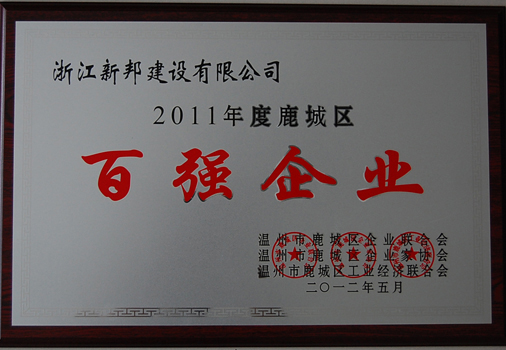 浙江新邦建设有限公司
2011年度鹿城区
百强企业
温州市鹿城区企业联合会
温州市鹿城区企业家协会
温州市鹿城区工业经济联合会
二〇一二年五月